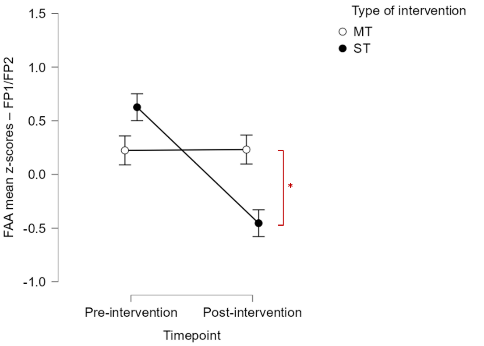 Type of intervention
MT
ST
FAA mean z-scores – FP1/FP2
1.5
1.0
0.5
0.0
-0.5
-1.0
*
Pre-intervention Post-intervention
Timepoint